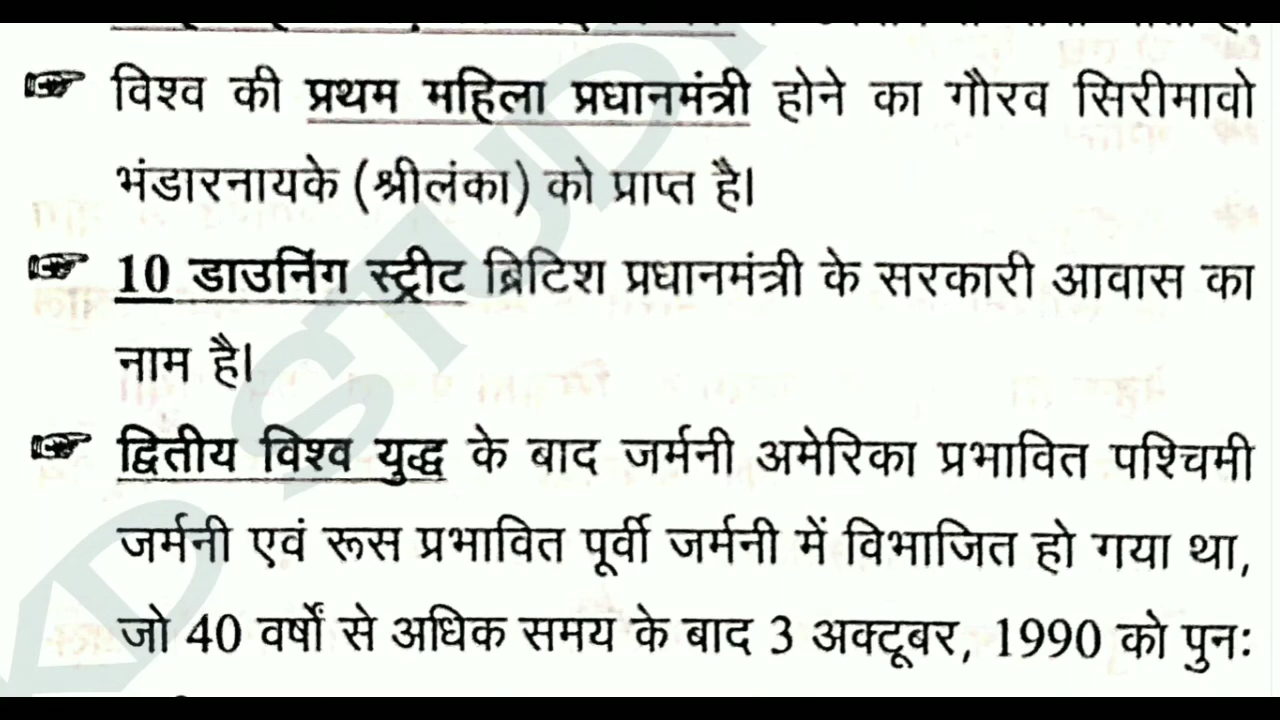 विश्व की प्रथम महिला प्रधानमंत्री होने का गौरव सिरीमावो
भंडारनायके (श्रीलंका) को प्राप्त है।
10 डाउनिंग स्ट्रीट ब्रिटिश प्रधानमंत्री के सरकारी आवास का
नाम है।
द्वितीय विश्व युद्ध के बाद जर्मनी अमेरिका प्रभावित पश्चिमी
जर्मनी एवं रूस प्रभावित पूर्वी जर्मनी में विभाजित हो गया था,
जो 40 वर्षों से अधिक समय के बाद 3 अक्टूबर, 1990 को पुनः